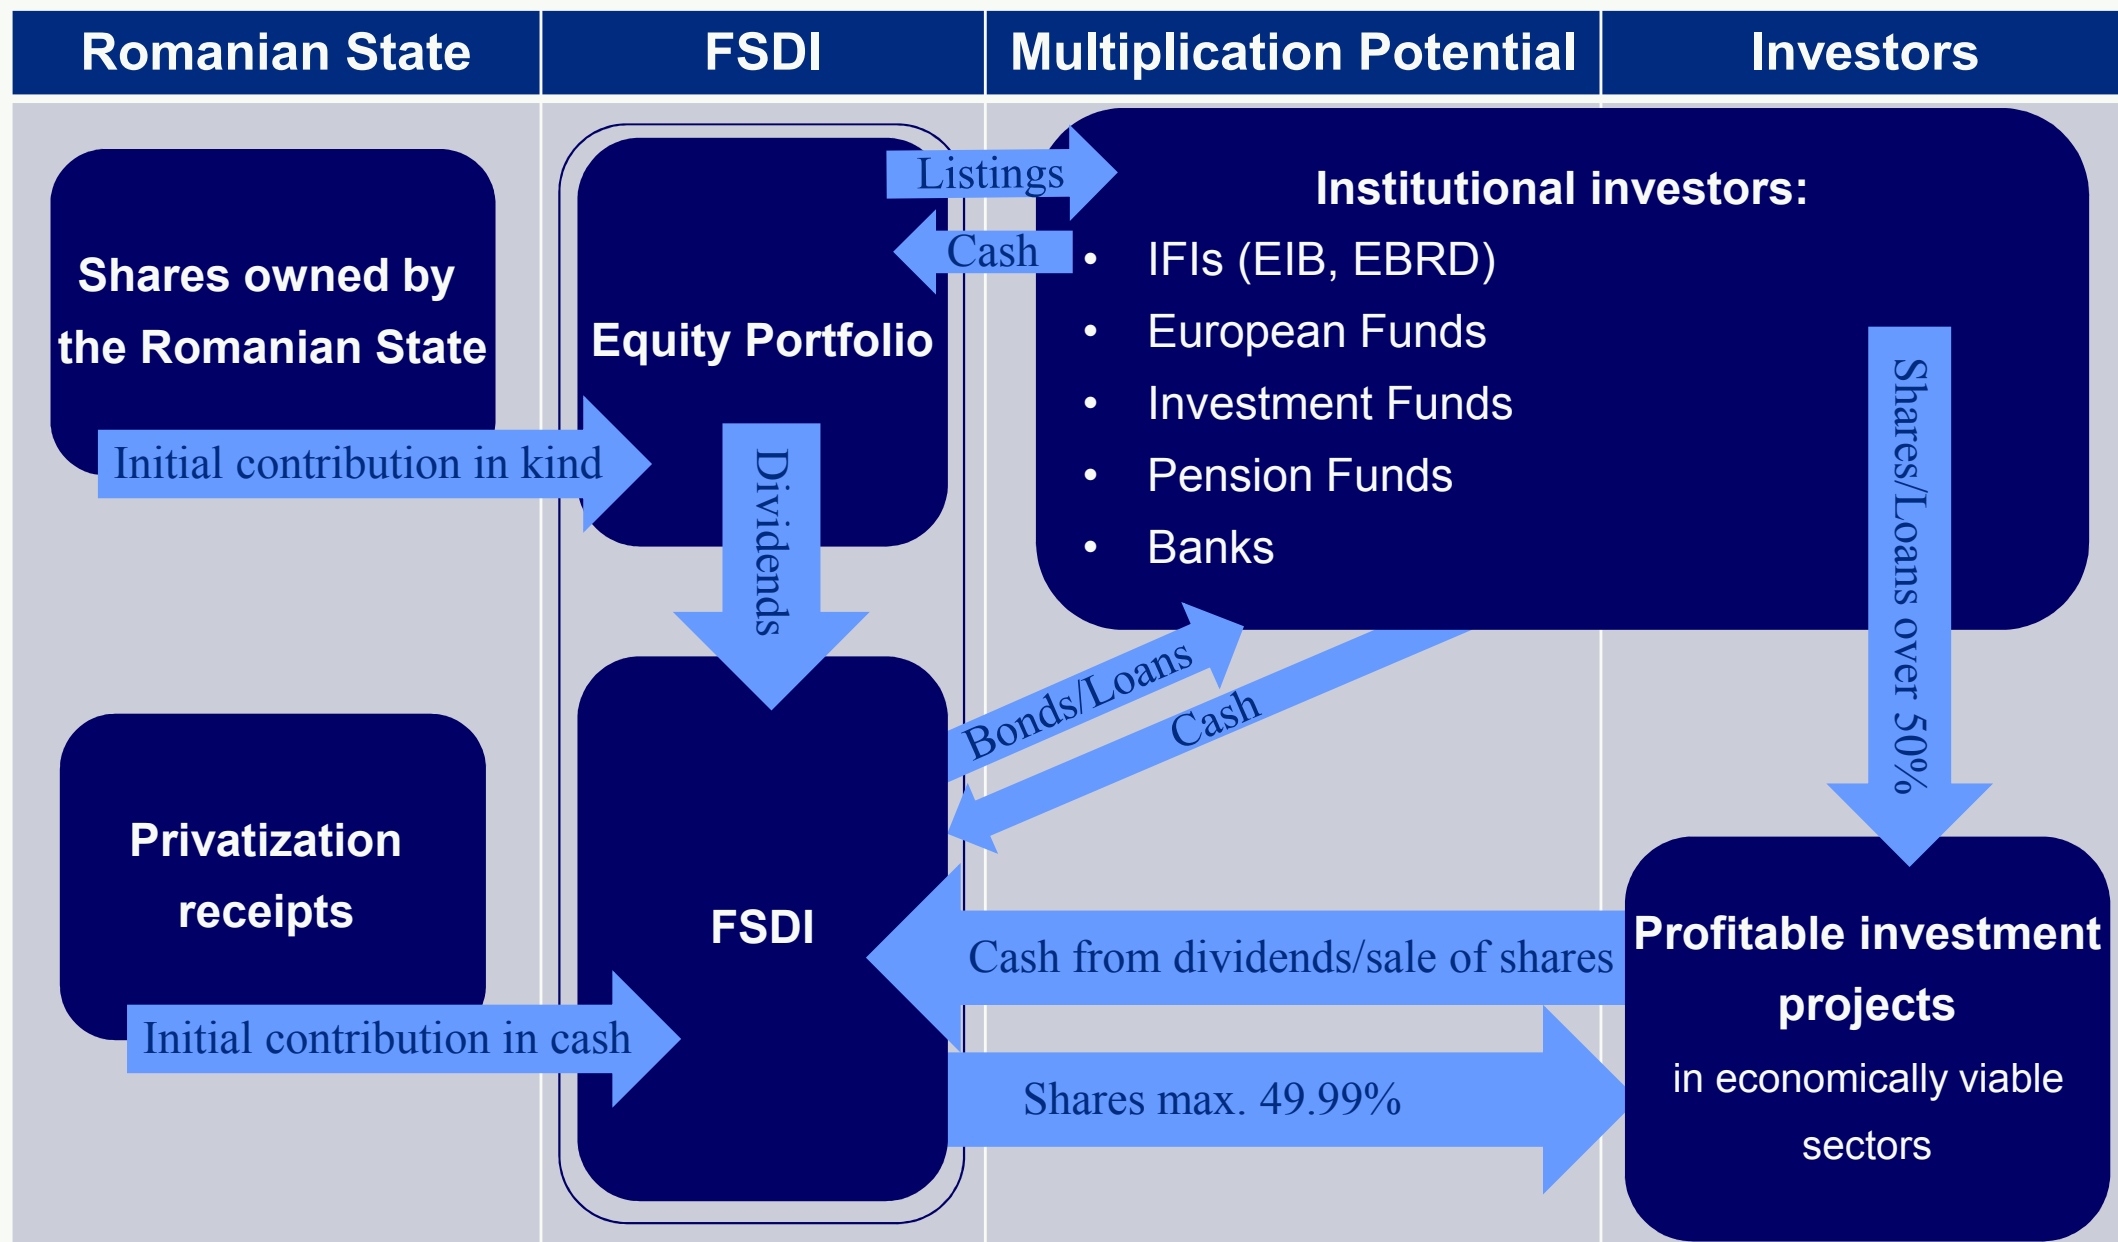 Romanian State
FSDI
Multiplication Potential
Investors
Shares owned by
the Romanian State
Initial contribution in kind
Privatization
receipts
Initial contribution in cash
Equity Portfolio
Dividends
FSDI
Listings
Cash
Institutional investors:
• IFIs (EIB, EBRD)
• European Funds
• Investment Funds
• Pension Funds
• Banks
Bonds/Loans
Cash
Shares/Loans over 50%
Cash from dividends/sale of shares
Shares max. 49.99%
Profitable investment
projects
in economically viable
sectors